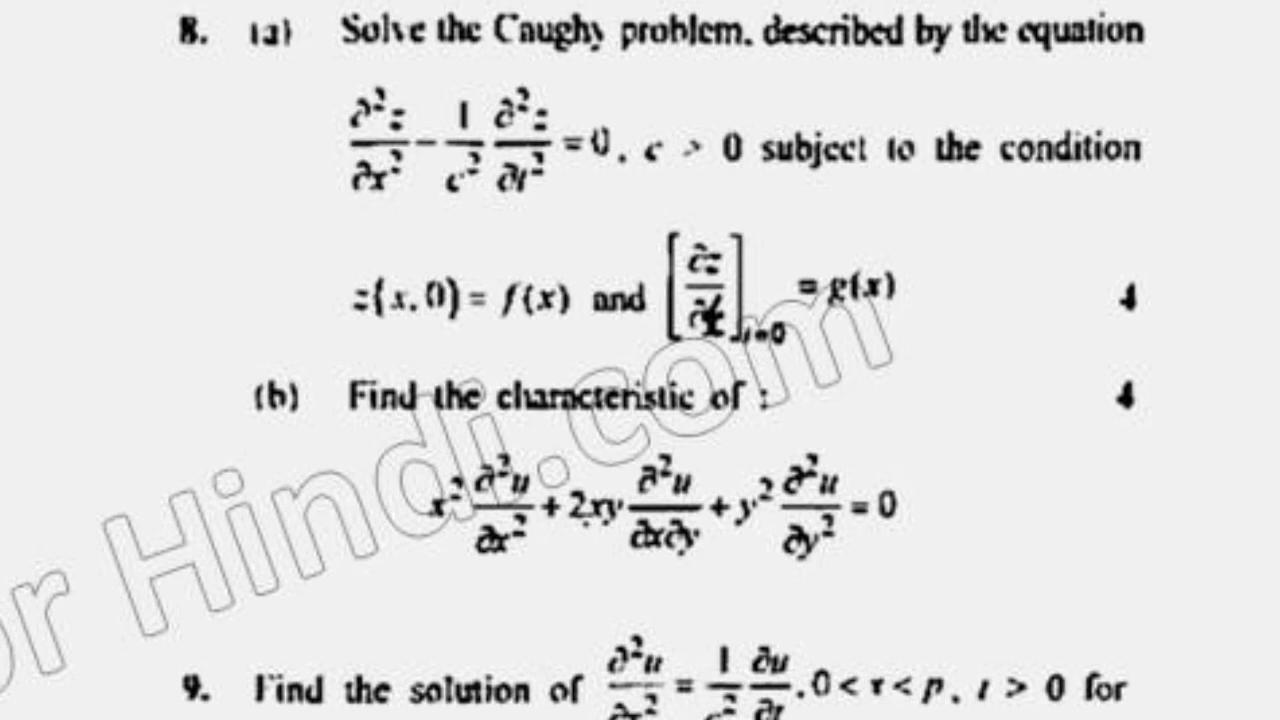 8. (a) Solve the Caughy problem, described by the equation
∂²z/∂x² - 1/c² ∂²z/∂t² = 0, c > 0 subject to the condition
z(x, 0) = f(x) and [∂z/∂t]t=0 = g(x) 4
(b) Find the characteristic of : 4
x² ∂²u/∂x² + 2xy ∂²u/∂x∂y + y² ∂²u/∂y² = 0
9. Find the solution of ∂²u/∂x² = 1/c² ∂u/∂t, 0 < x < p, t > 0 for
or Hindi.com